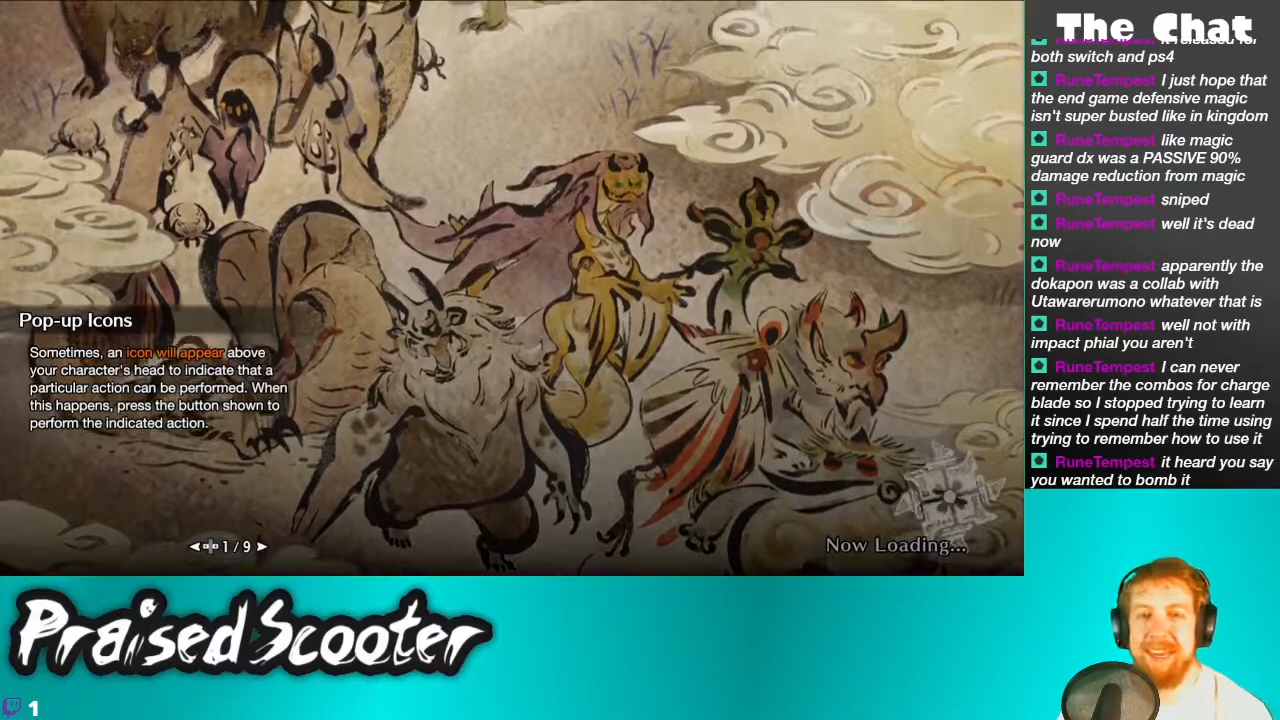 The Chat
RuneTempest it released for
both switch and ps4
RuneTempest I just hope that
the end game defensive magic
isn't super busted like in kingdom
RuneTempest like magic
guard dx was a PASSIVE 90%
damage reduction from magic
RuneTempest sniped
RuneTempest well it's dead
now
RuneTempest apparently the
dokapon was a collab with
Utawarerumono whatever that is
RuneTempest well not with
impact phial you aren't
RuneTempest I can never
remember the combos for charge
blade so I stopped trying to learn
it since I spend half the time using
trying to remember how to use it
RuneTempest it heard you say
you wanted to bomb it
Pop-up Icons
Sometimes, an icon will appear above
your character's head to indicate that a
particular action can be performed. When
this happens, press the button shown to
perform the indicated action.
1 / 9
Now Loading...
Praised Scooter
1